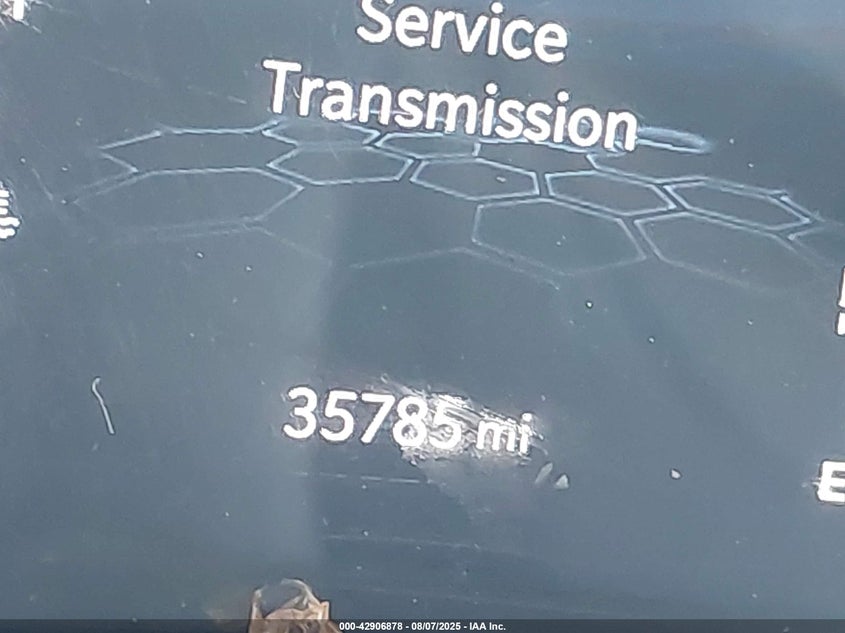 Service
Transmission
35785 mi
E
000-42906878 - 08/07/2025 - IAA Inc.